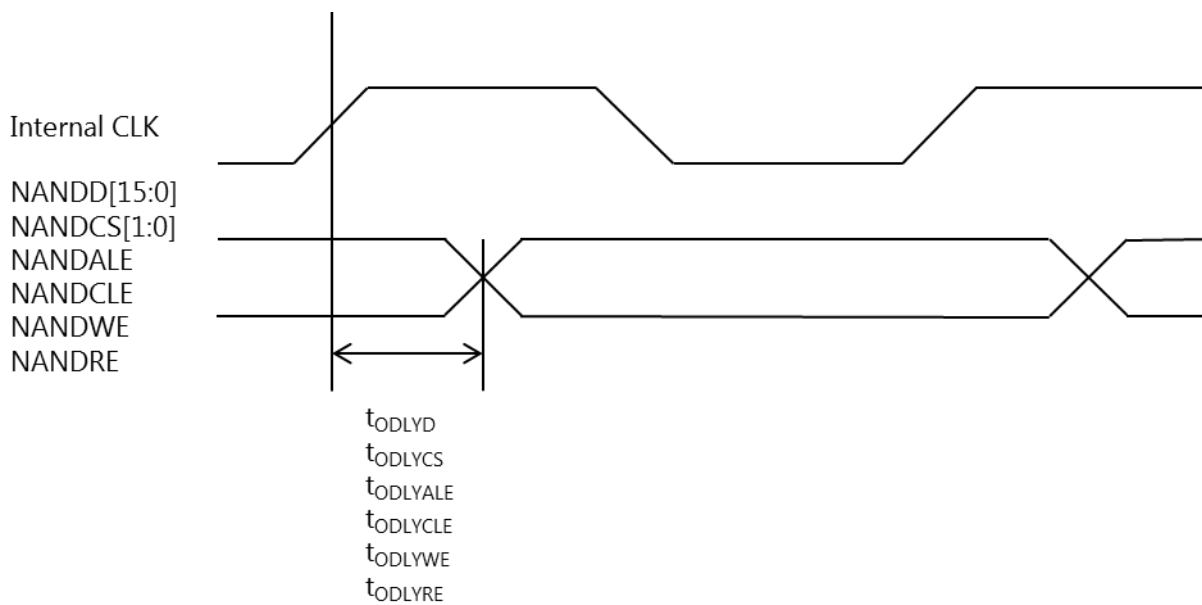 Internal CLK
NANDD[15:0]
NANDCS[1:0]
NANDALE
NANDCLE
NANDWE
NANDRE
tODLYD
tODLYCS
tODLYALE
tODLYCLE
tODLYWE
tODLYRE